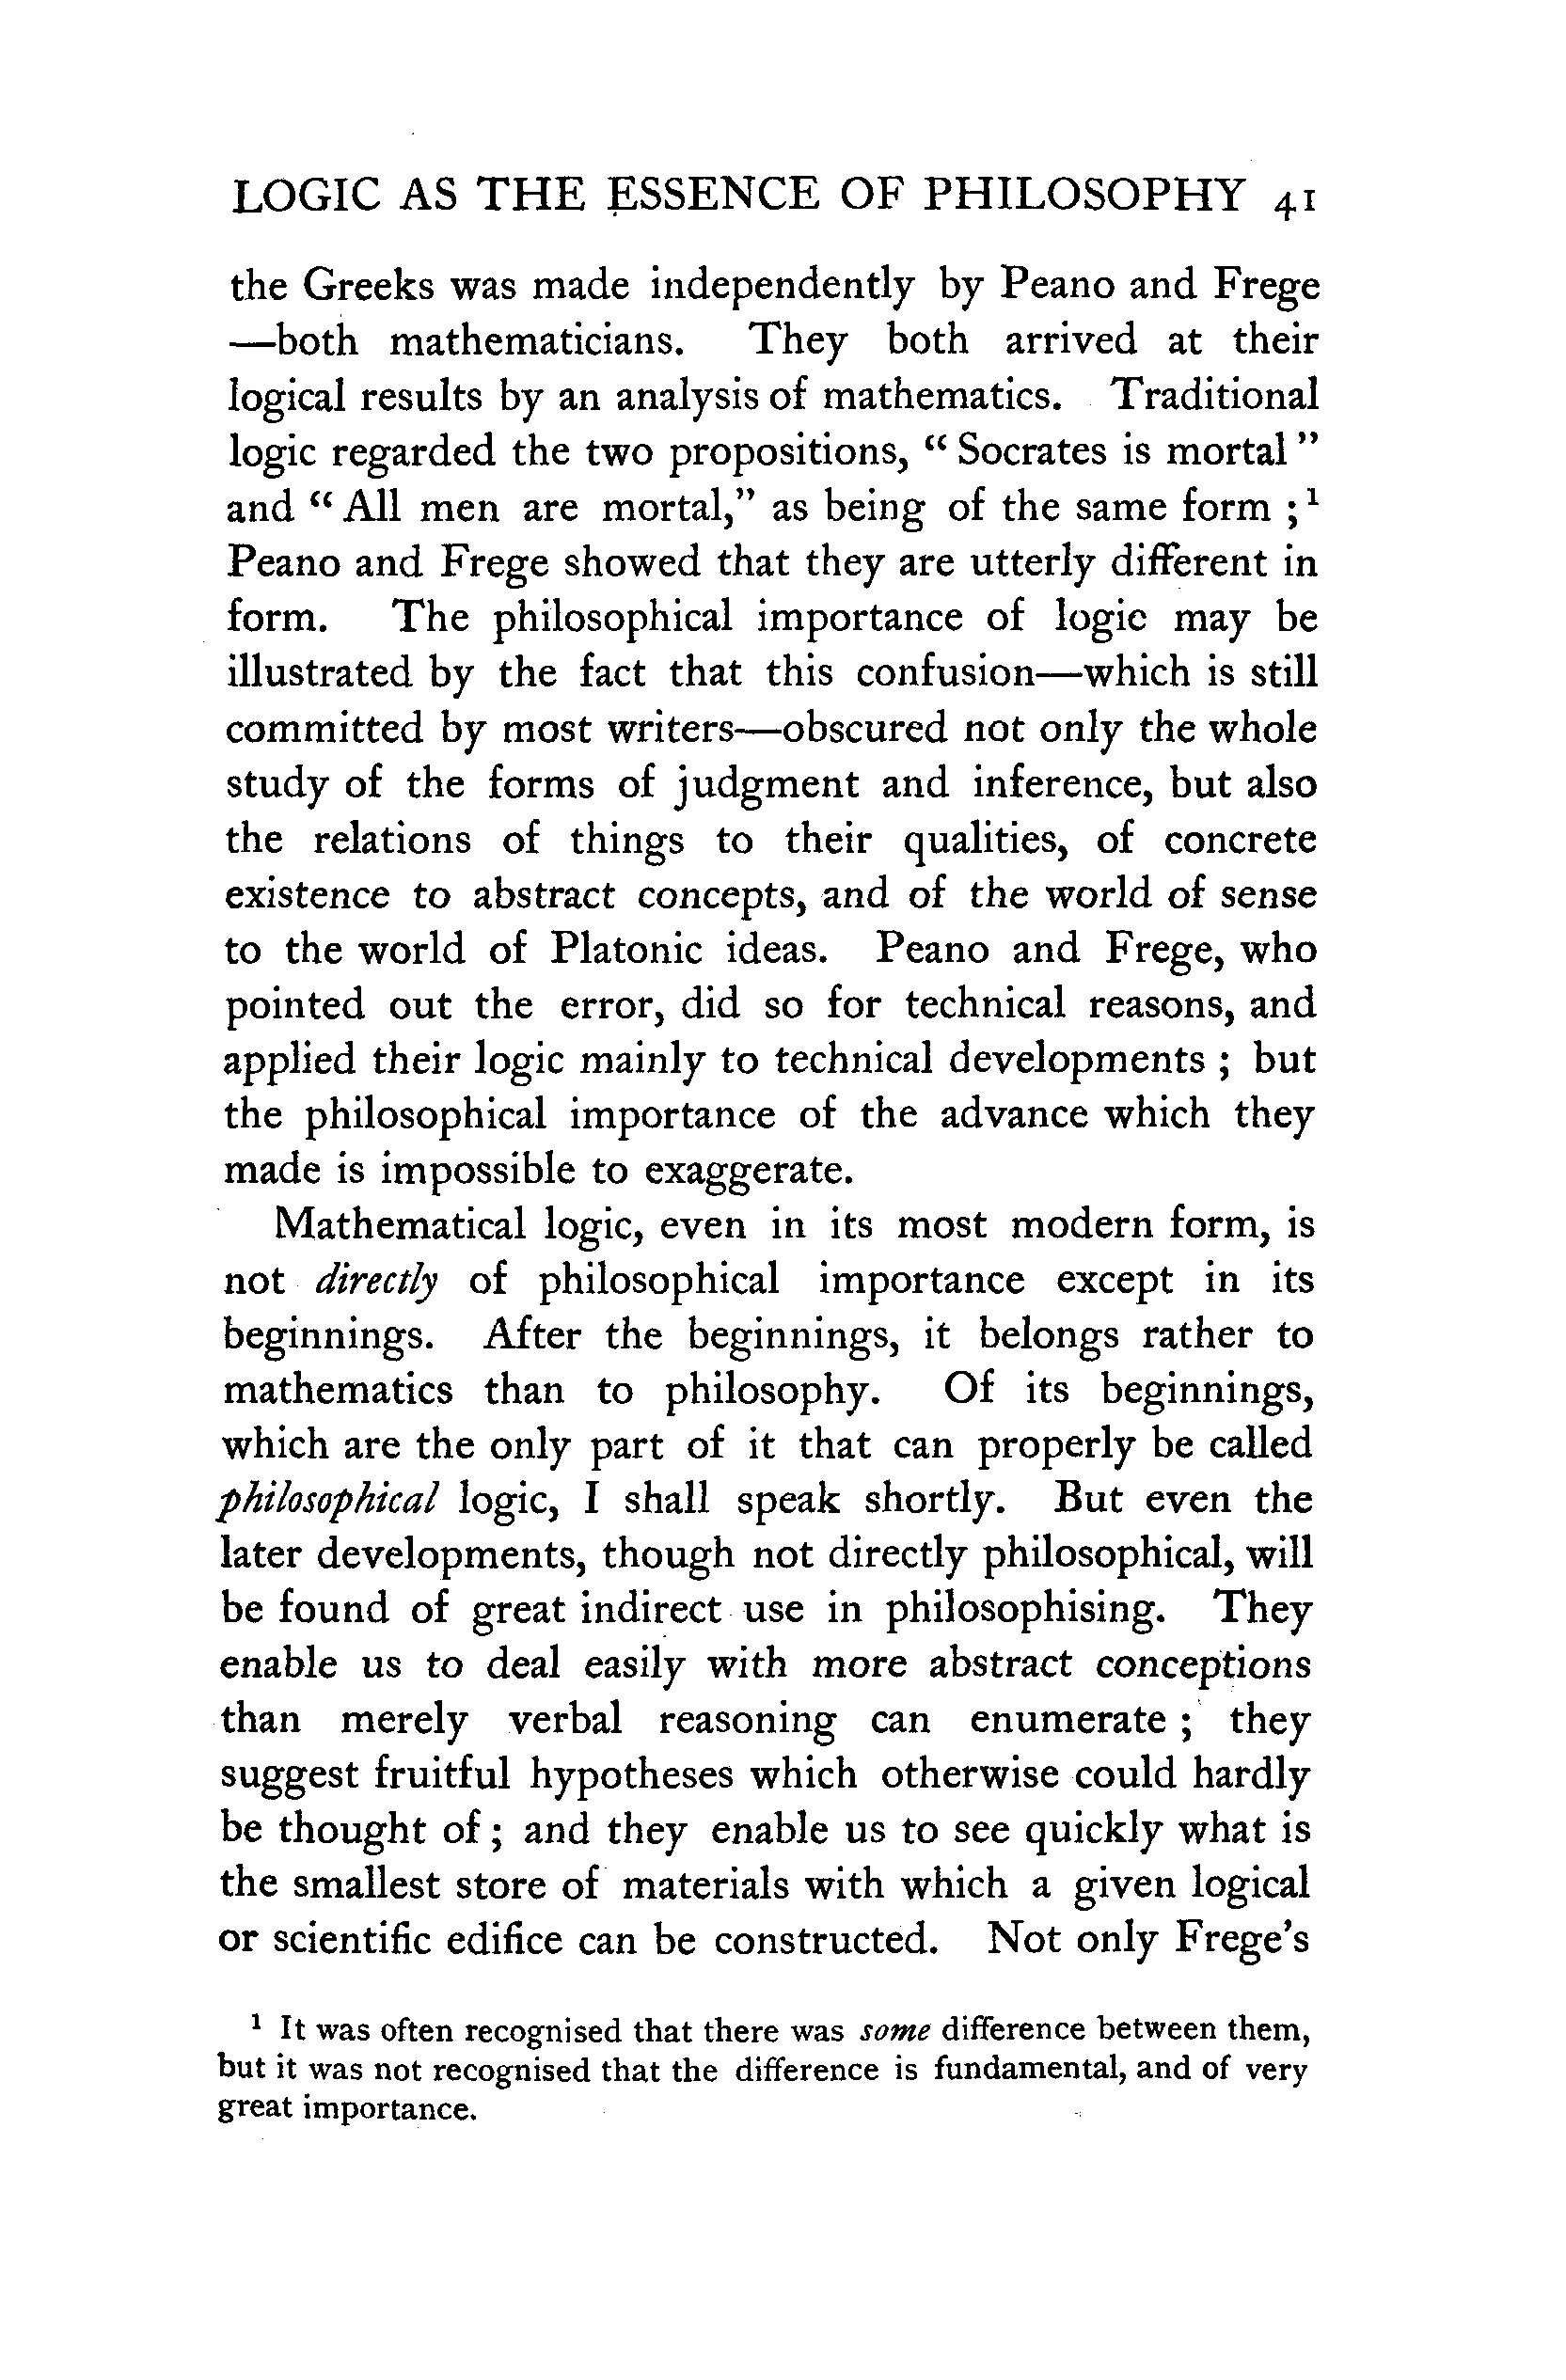 LOGIC AS THE ESSENCE OF PHILOSOPHY 41
the Greeks was made independently by Peano and Frege
—both mathematicians. They both arrived at their
logical results by an analysis of mathematics. Traditional
logic regarded the two propositions, “ Socrates is mortal ”
and “ All men are mortal,” as being of the same form ; ¹
Peano and Frege showed that they are utterly different in
form. The philosophical importance of logic may be
illustrated by the fact that this confusion—which is still
committed by most writers—obscured not only the whole
study of the forms of judgment and inference, but also
the relations of things to their qualities, of concrete
existence to abstract concepts, and of the world of sense
to the world of Platonic ideas. Peano and Frege, who
pointed out the error, did so for technical reasons, and
applied their logic mainly to technical developments ; but
the philosophical importance of the advance which they
made is impossible to exaggerate.
Mathematical logic, even in its most modern form, is
not directly of philosophical importance except in its
beginnings. After the beginnings, it belongs rather to
mathematics than to philosophy. Of its beginnings,
which are the only part of it that can properly be called
philosophical logic, I shall speak shortly. But even the
later developments, though not directly philosophical, will
be found of great indirect use in philosophising. They
enable us to deal easily with more abstract conceptions
than merely verbal reasoning can enumerate ; they
suggest fruitful hypotheses which otherwise could hardly
be thought of ; and they enable us to see quickly what is
the smallest store of materials with which a given logical
or scientific edifice can be constructed. Not only Frege’s
¹ It was often recognised that there was some difference between them,
but it was not recognised that the difference is fundamental, and of very
great importance.